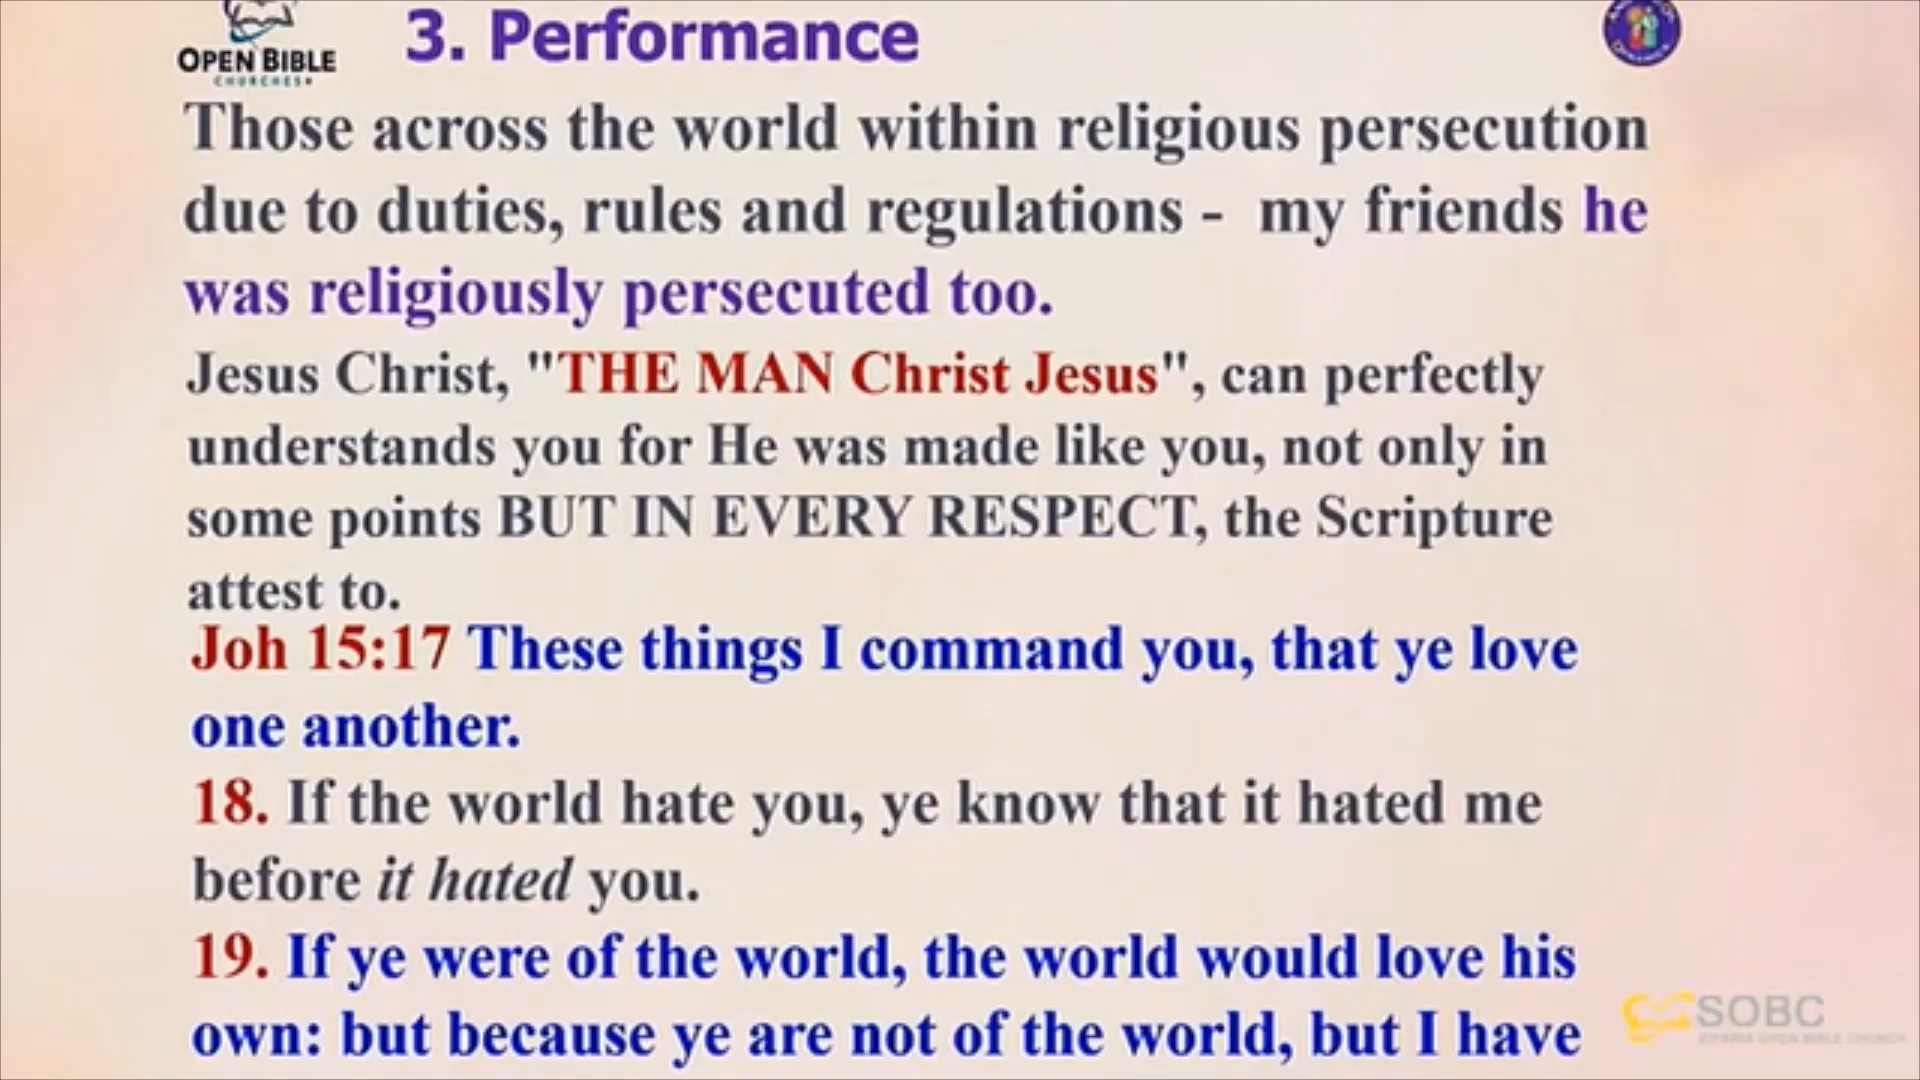 3. Performance
OPEN BIBLE
CHURCHES
Those across the world within religious persecution
due to duties, rules and regulations - my friends he
was religiously persecuted too.
Jesus Christ, "THE MAN Christ Jesus", can perfectly
understands you for He was made like you, not only in
some points BUT IN EVERY RESPECT, the Scripture
attest to.
Joh 15:17 These things I command you, that ye love
one another.
18. If the world hate you, ye know that it hated me
before it hated you.
19. If ye were of the world, the world would love his
own: but because ye are not of the world, but I have
SOBC
OPEN BIBLE CHURCH